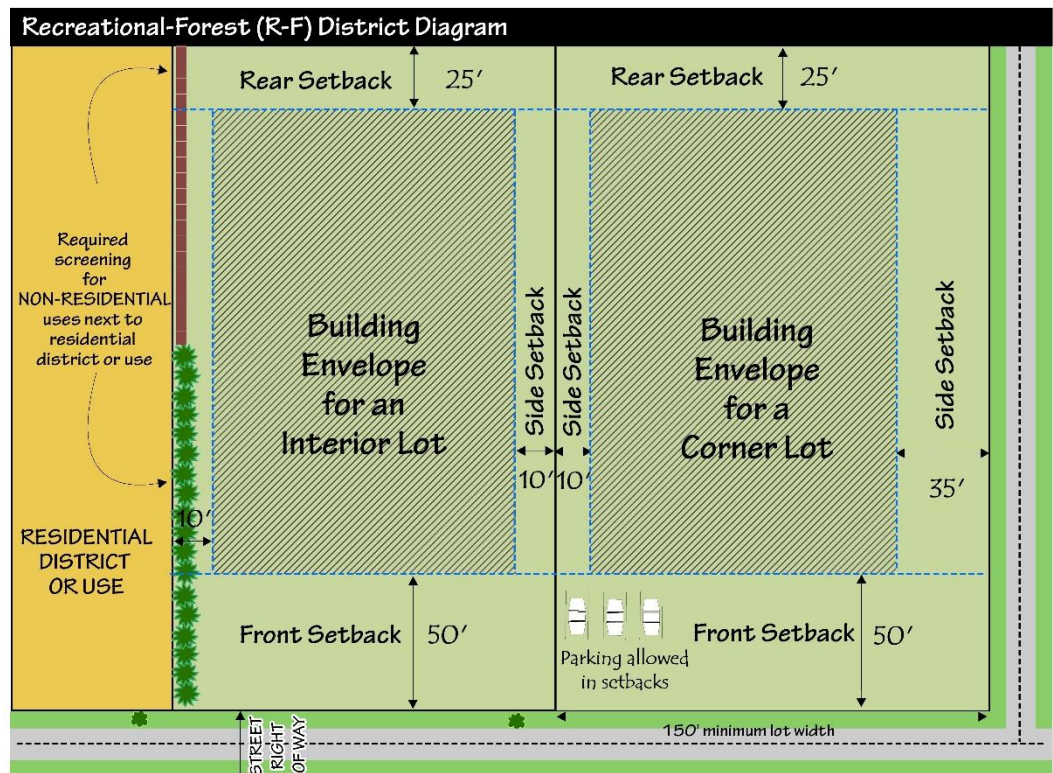 Recreational-Forest (R-F) District Diagram
Rear Setback 25'
Rear Setback 25'
Required
screening
for
NON-RESIDENTIAL
uses next to
residential
district or use
Building
Envelope
for an
Interior Lot
Side Setback
Side Setback
Building
Envelope
for a
Corner Lot
Side Setback
10'
10'
35'
10'
RESIDENTIAL
DISTRICT
OR USE
Front Setback 50'
Parking allowed
in setbacks
Front Setback 50'
150' minimum lot width
STREET
RIGHT
OF WAY